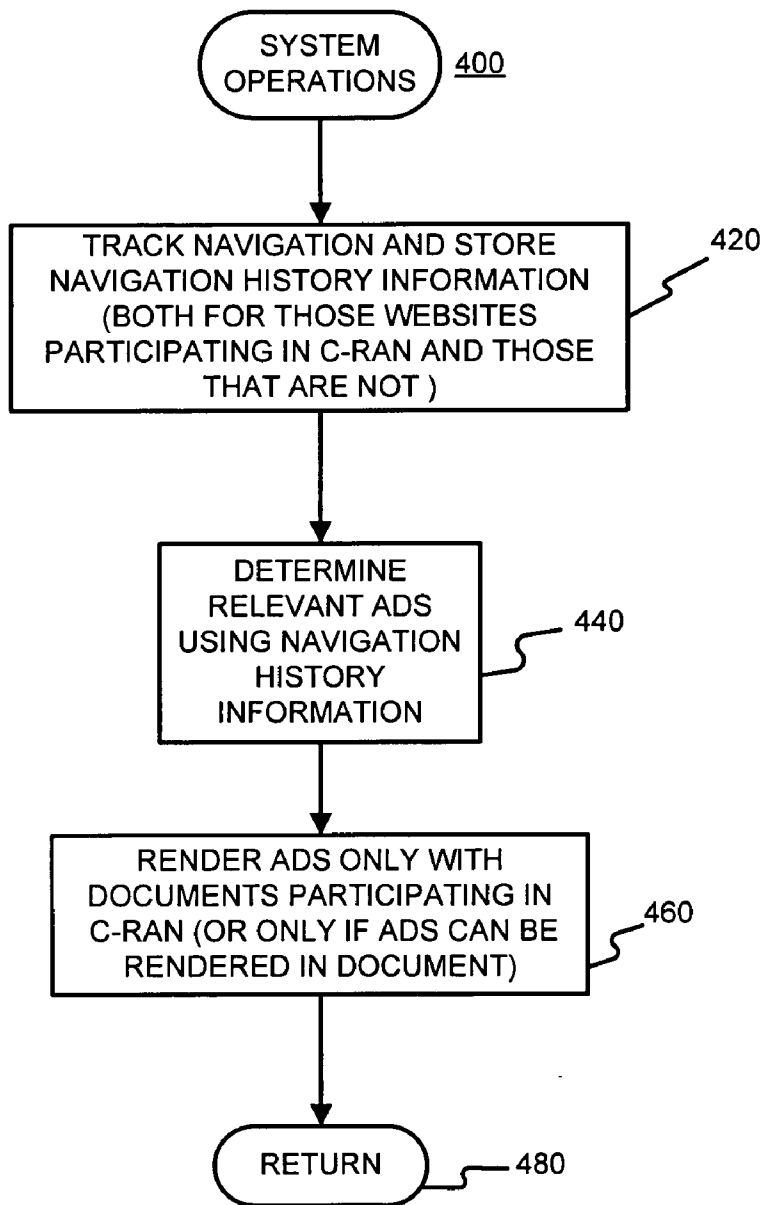 SYSTEM
OPERATIONS
400
TRACK NAVIGATION AND STORE
NAVIGATION HISTORY INFORMATION
(BOTH FOR THOSE WEBSITES
PARTICIPATING IN C-RAN AND THOSE
THAT ARE NOT )
420
DETERMINE
RELEVANT ADS
USING NAVIGATION
HISTORY
INFORMATION
440
RENDER ADS ONLY WITH
DOCUMENTS PARTICIPATING IN
C-RAN (OR ONLY IF ADS CAN BE
RENDERED IN DOCUMENT)
460
RETURN
480